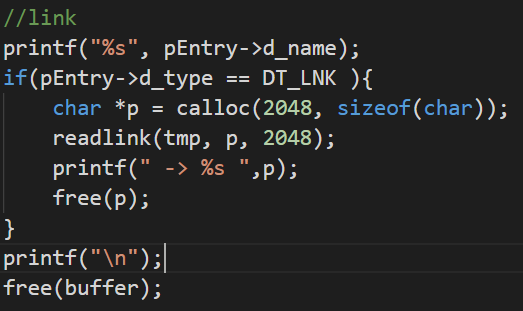 //link
printf("%s", pEntry->d_name);
if(pEntry->d_type == DT_LNK ){
    char *p = calloc(2048, sizeof(char));
    readlink(tmp, p, 2048);
    printf(" -> %s ",p);
    free(p);
}
printf("\n");
free(buffer);